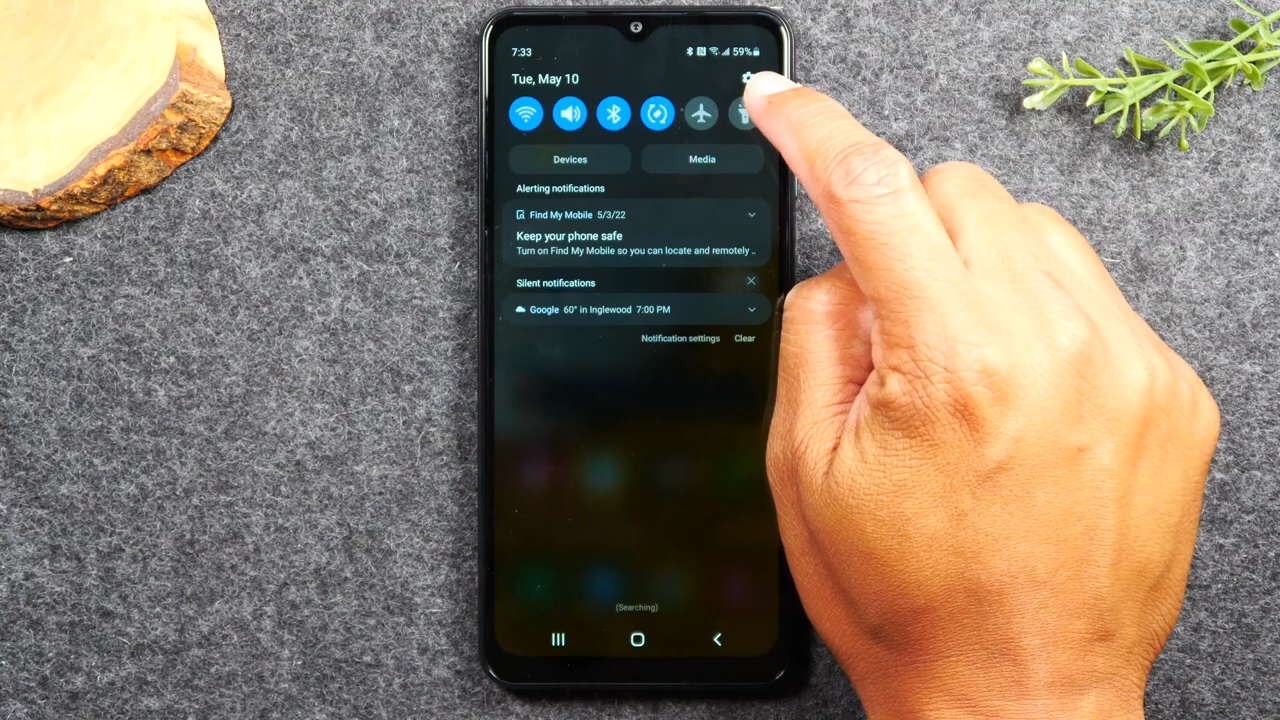 7:33 59%
Tue, May 10
Devices Media
Alerting notifications
Find My Mobile 5/3/22
Keep your phone safe
Turn on Find My Mobile so you can locate and remotely ..
Silent notifications
Google 60° in Inglewood 7:00 PM
Notification settings Clear
(Searching)